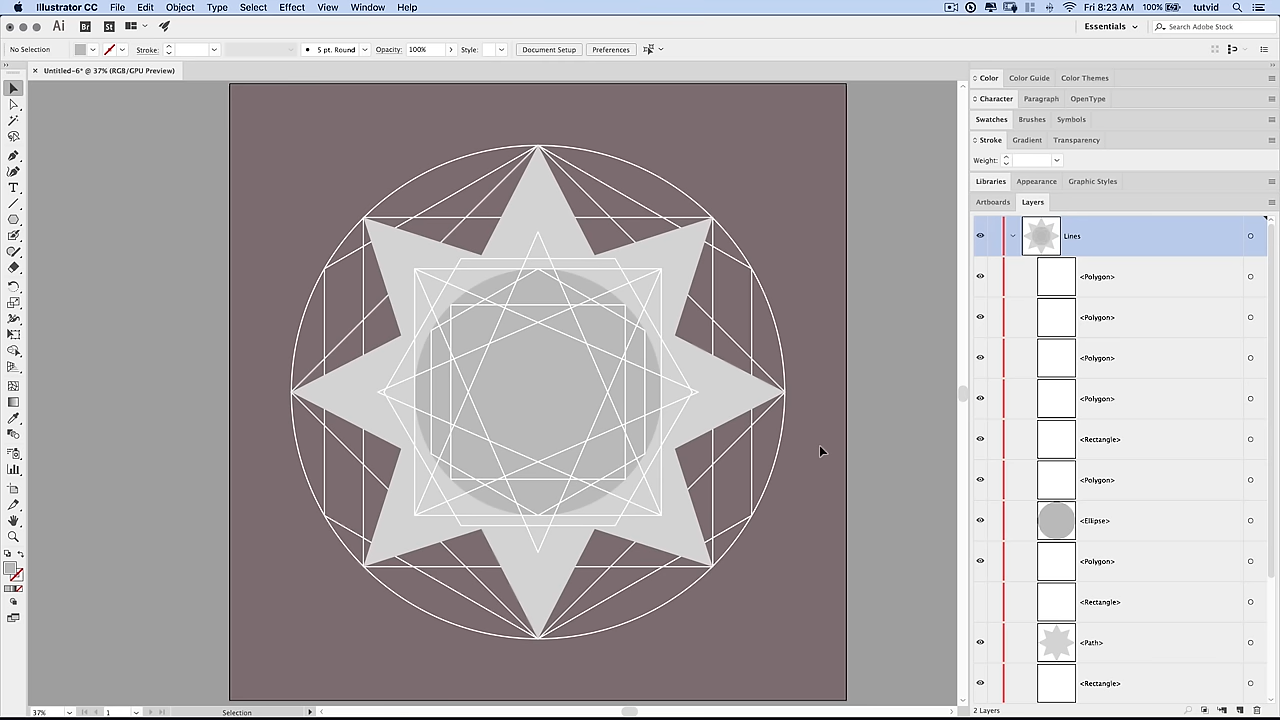 Illustrator CC File Edit Object Type Select Effect View Window Help Fri 8:23 AM 100% tutvid
Ai Br St Essentials Search Adobe Stock
No Selection Stroke: 5 pt. Round Opacity: 100% Style: Document Setup Preferences
× Untitled-6* @ 37% (RGB/GPU Preview)
Color Color Guide Color Themes
Character Paragraph OpenType
Swatches Brushes Symbols
Stroke Gradient Transparency
Weight:
Libraries Appearance Graphic Styles
Artboards Layers
Lines
<Polygon>
<Polygon>
<Polygon>
<Polygon>
<Rectangle>
<Polygon>
<Ellipse>
<Polygon>
<Rectangle>
<Path>
<Rectangle>
37% 1 Selection 2 Layers